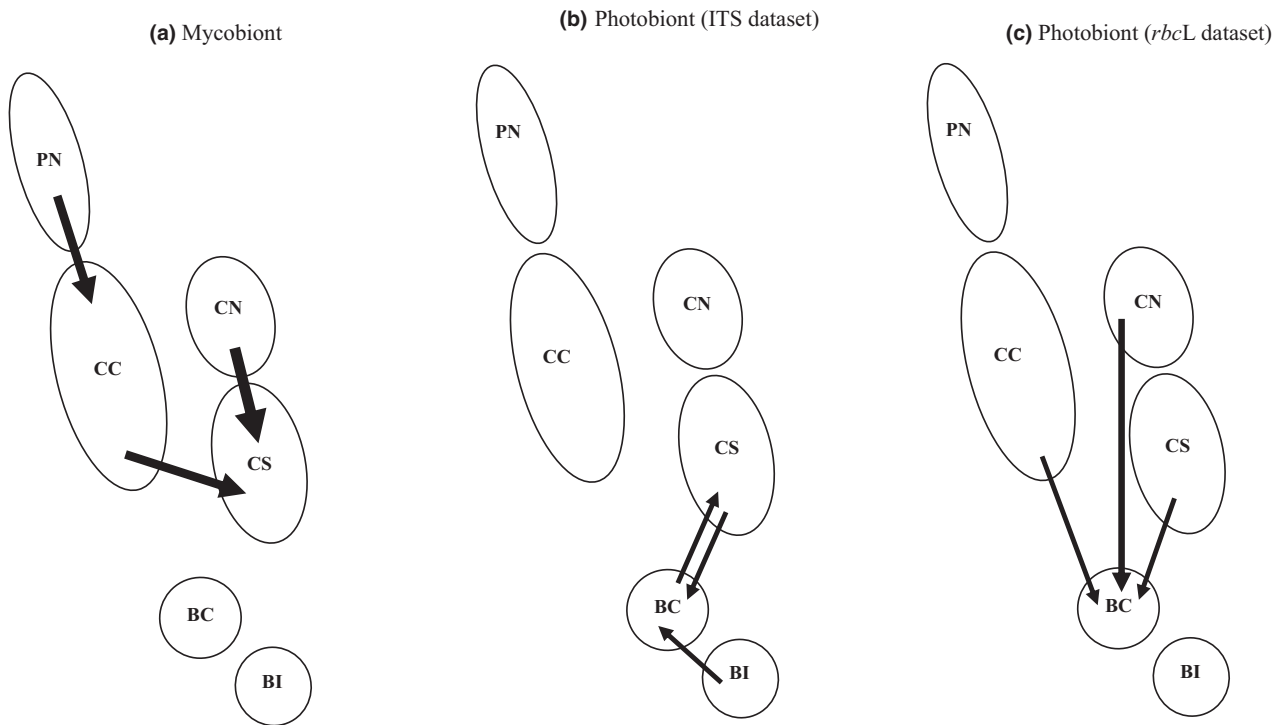 (a) Mycobiont
(b) Photobiont (ITS dataset)
(c) Photobiont (rbcL dataset)
PN
CC
CN
CS
BC
BI
PN
CC
CN
CS
BC
BI
PN
CC
CN
CS
BC
BI